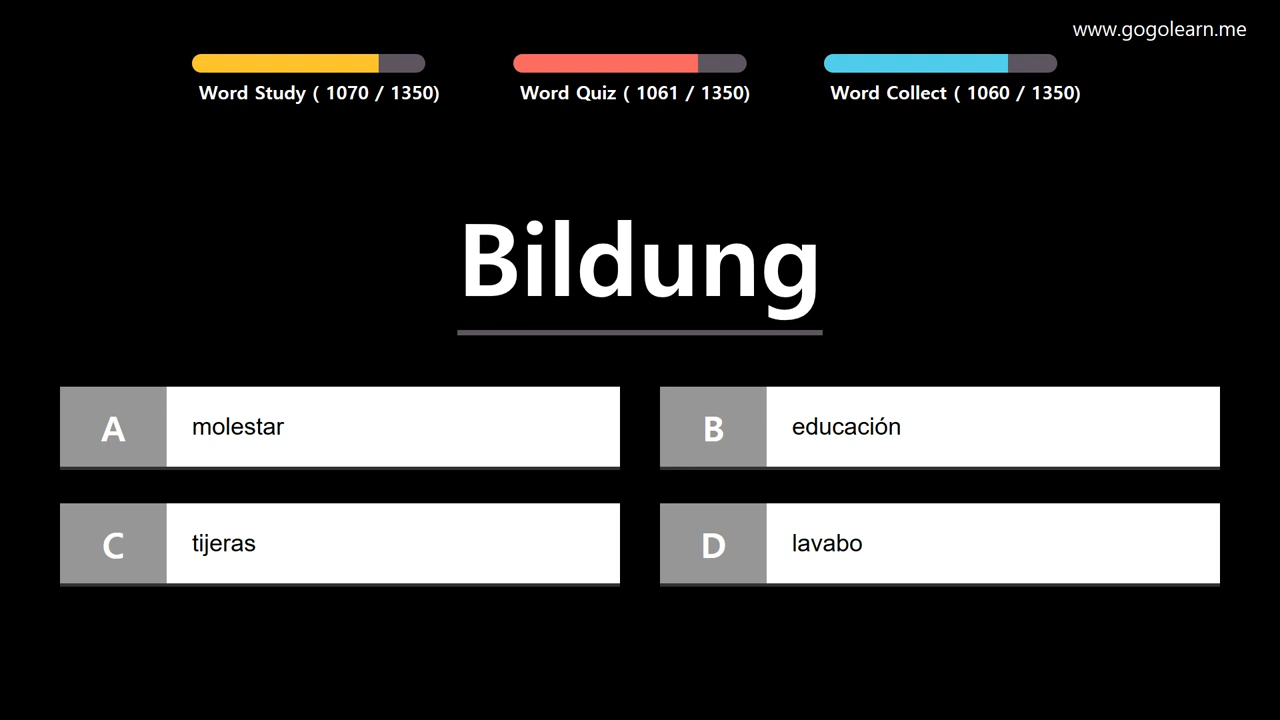 www.gogolearn.me
Word Study ( 1070 / 1350)
Word Quiz ( 1061 / 1350)
Word Collect ( 1060 / 1350)
Bildung
A molestar
B educación
C tijeras
D lavabo